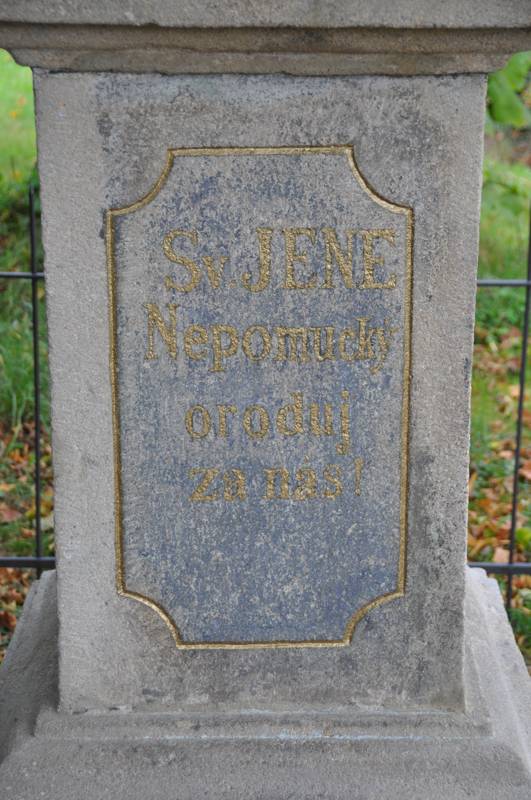 Sv. JENE
Nepomucký
oroduj
za nás!